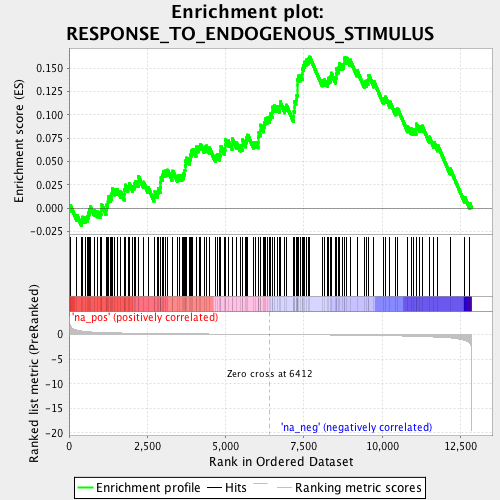 Enrichment plot:
RESPONSE_TO_ENDOGENOUS_STIMULUS
Enrichment score (ES)
0.150
0.125
0.100
0.075
0.050
0.025
0.000
-0.025
'na_pos' (positively correlated)
Ranked list metric (PreRanked)
0
-5
-10
-15
-20
Zero cross at 6412
'na_neg' (negatively correlated)
0
2,500
5,000
7,500
10,000
12,500
Rank in Ordered Dataset
Enrichment profile
Hits
Ranking metric scores